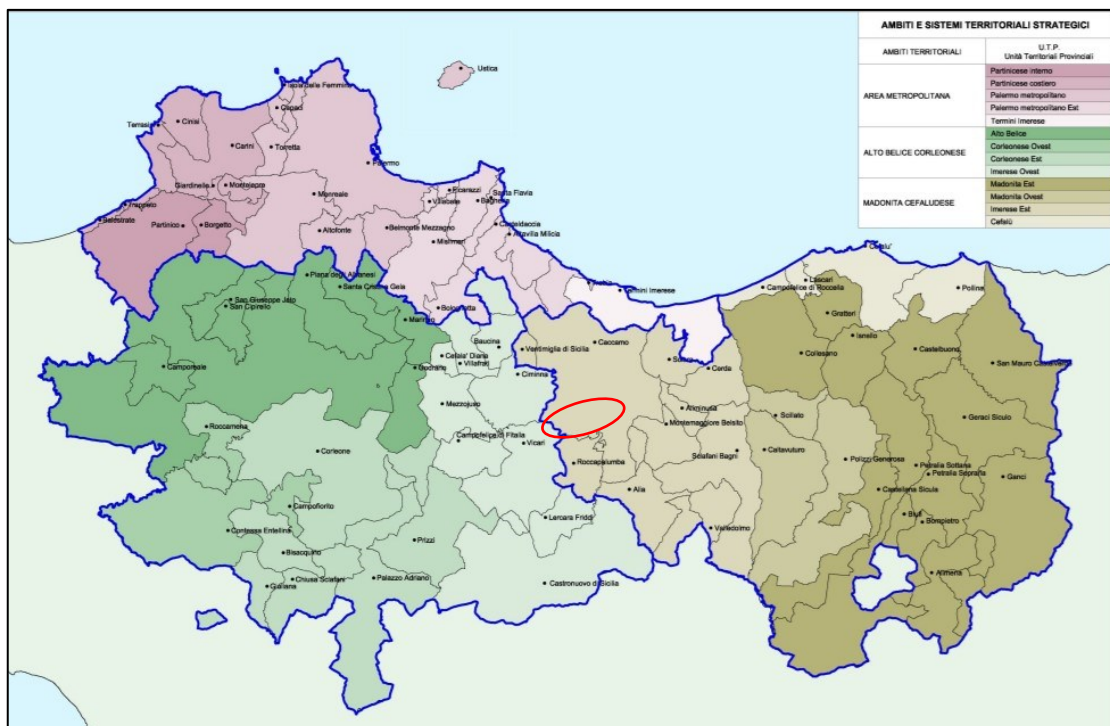 AMBITI E SISTEMI TERRITORIALI STRATEGICI
AMBITI TERRITORIALI
U.T.P.
Unità Territoriali Provinciali
AREA METROPOLITANA
Partinicese interno
Partinicese costiero
Palermo metropolitano
Palermo metropolitano Est
Termini Imerese
ALTO BELICE CORLEONESE
Alto Belice
Corleonese Ovest
Corleonese Est
Imerese Ovest
MADONITA CEFALUDESE
Madonita Est
Madonita Ovest
Imerese Est
Cefalù
Ustica
Isola delle Femmine
Capaci
Terrasini
Cinisi
Carini
Torretta
Palermo
Giardinello
Montelepre
Monreale
Ficarazzi
Santa Flavia
Villabate
Bagheria
Trappeto
Balestrate
Partinico
Borgetto
Altofonte
Belmonte Mezzagno
Casteldaccia
Altavilla Milicia
Misilmeri
Cefalu'
Piana degli Albanesi
Santa Cristina Gela
Termini Imerese
Lascari
Campofelice di Roccella
Pollina
San Giuseppe Jato
San Cipirello
Bolognetta
Marineo
Gratteri
Isnello
Baucina
Ventimiglia di Sicilia
Caccamo
Collesano
Castelbuono
Cefala' Diana
Villafrati
Sciara
Cerda
San Mauro Castelverde
Camporeale
Godrano
Ciminna
Mezzojuso
Aliminusa
Scillato
Geraci Siculo
Roccamena
Montemaggiore Belsito
Campofelice di Fitalia
Vicari
Corleone
Sclafani Bagni
Caltavuturo
Polizzi Generosa
Petralia Sottana
Petralia Soprana
Gangi
Roccapalumba
Alia
Castellana Sicula
Campofiorito
Lercara Friddi
Blufi
Bompietro
Contessa Entellina
Valledolmo
Prizzi
Bisacquino
Chiusa Sclafani
Giuliana
Palazzo Adriano
Castronuovo di Sicilia
Alimena